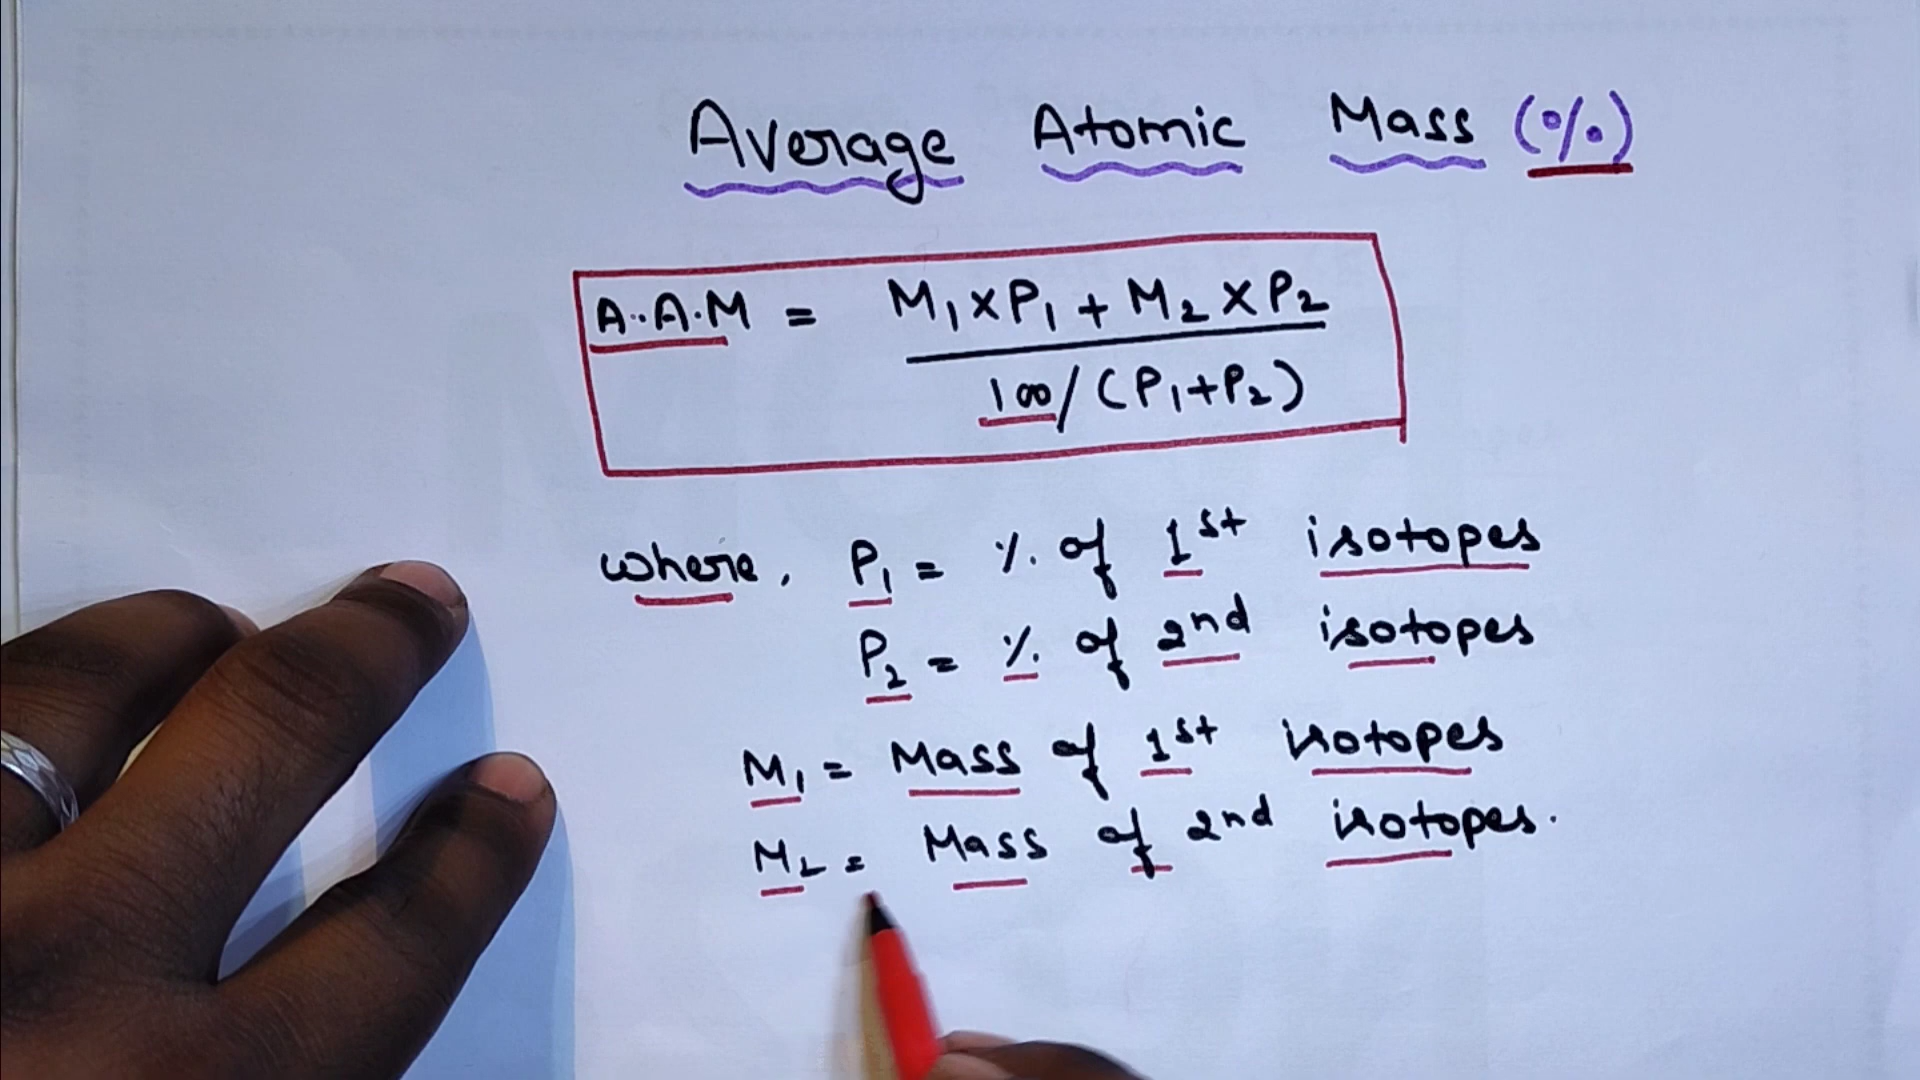 Average Atomic Mass (%)
A..A.M = M₁ x P₁ + M₂ x P₂
100/(P₁+P₂)
where, P₁ = % of 1st isotopes
P₂ = % of 2nd isotopes
M₁ = Mass of 1st isotopes
M₂ = Mass of 2nd isotopes.